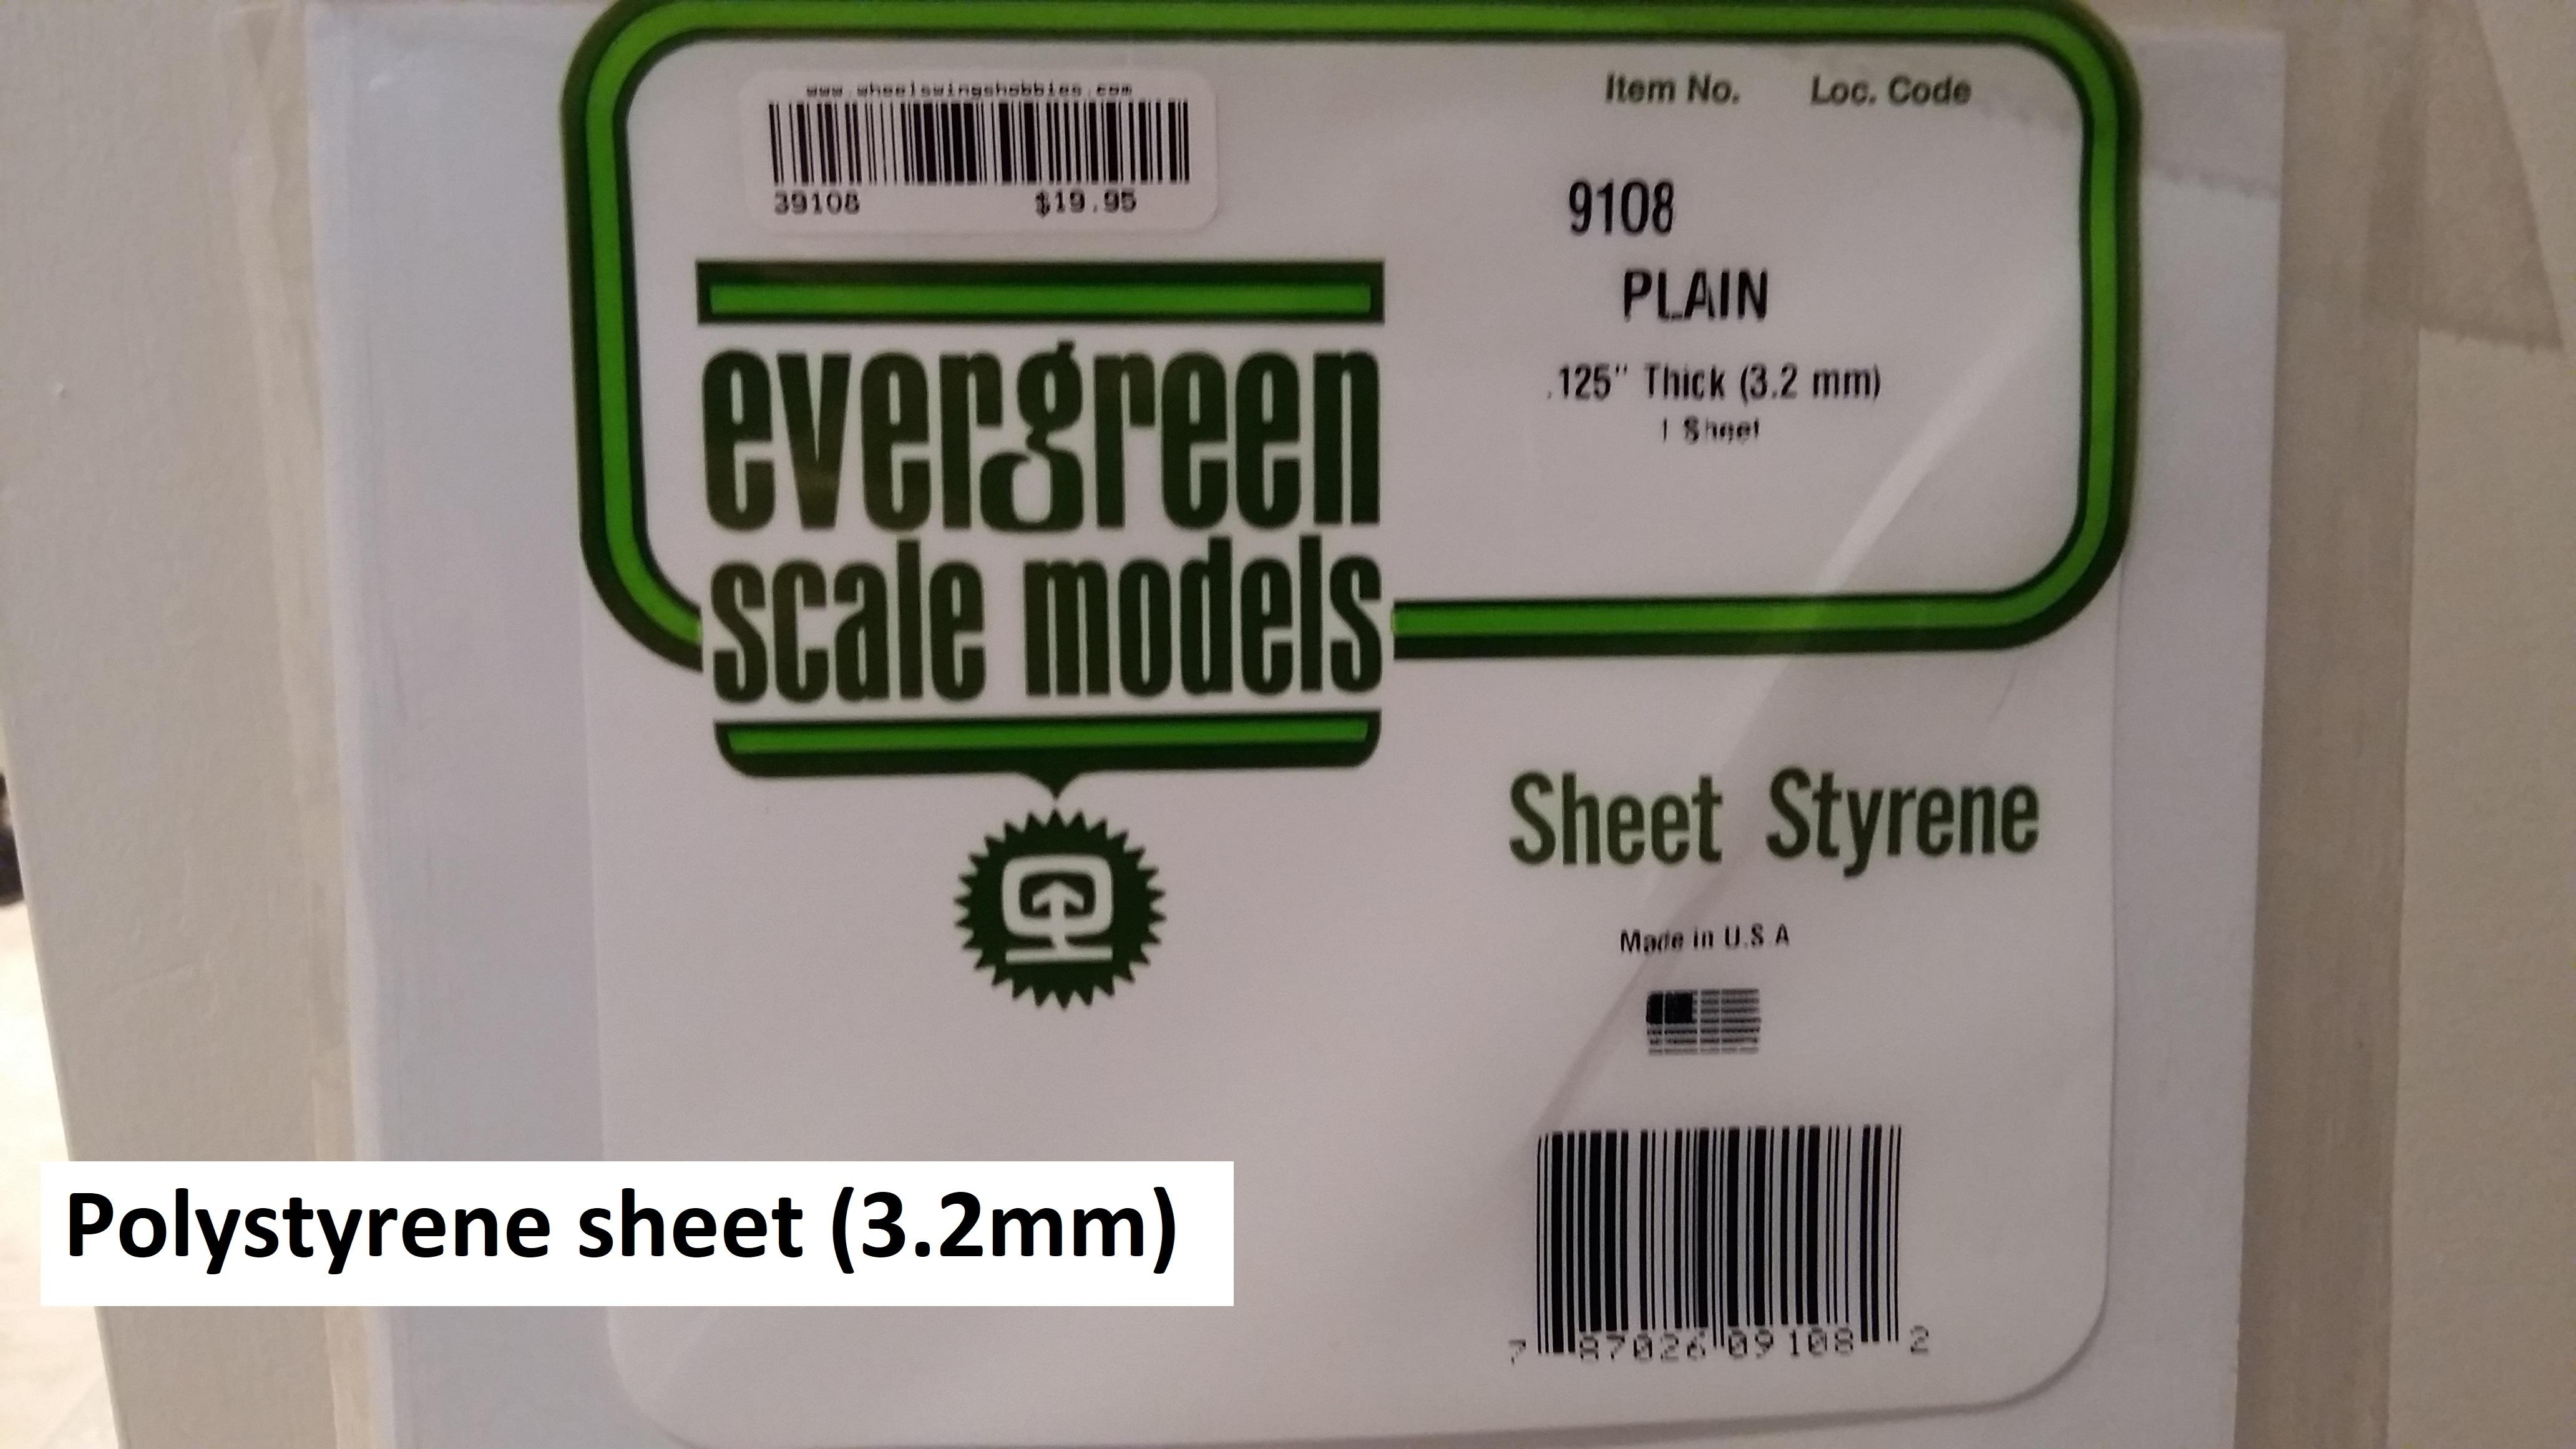 www.wheelswingshobbies.com
39108 $19.95
Item No. Loc. Code
9108
PLAIN
.125" Thick (3.2 mm)
1 Sheet
evergreen
scale models
Sheet Styrene
Made in U.S.A
7 87026 09108 2
Polystyrene sheet (3.2mm)